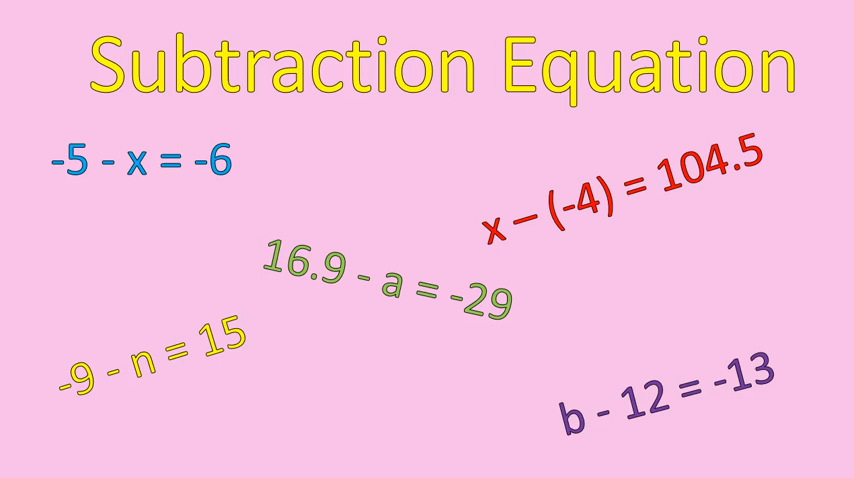 Subtraction Equation
-5 - x = -6
x – (-4) = 104.5
16.9 - a = -29
-9 - n = 15
b - 12 = -13